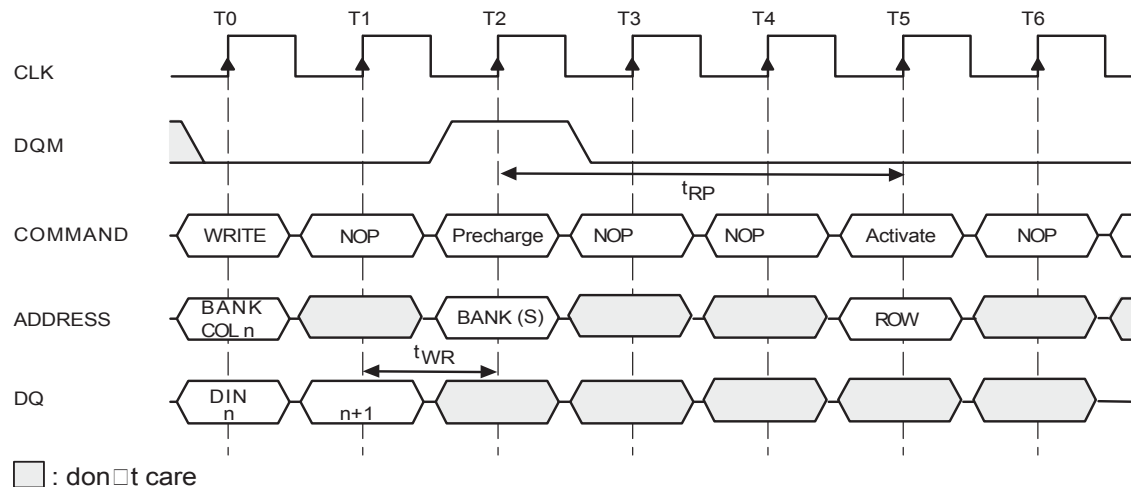 T0 T1 T2 T3 T4 T5 T6
CLK
DQM
tRP
COMMAND WRITE NOP Precharge NOP NOP Activate NOP
ADDRESS BANK COL n BANK (S) ROW
tWR
DQ DIN n n+1
: don□t care